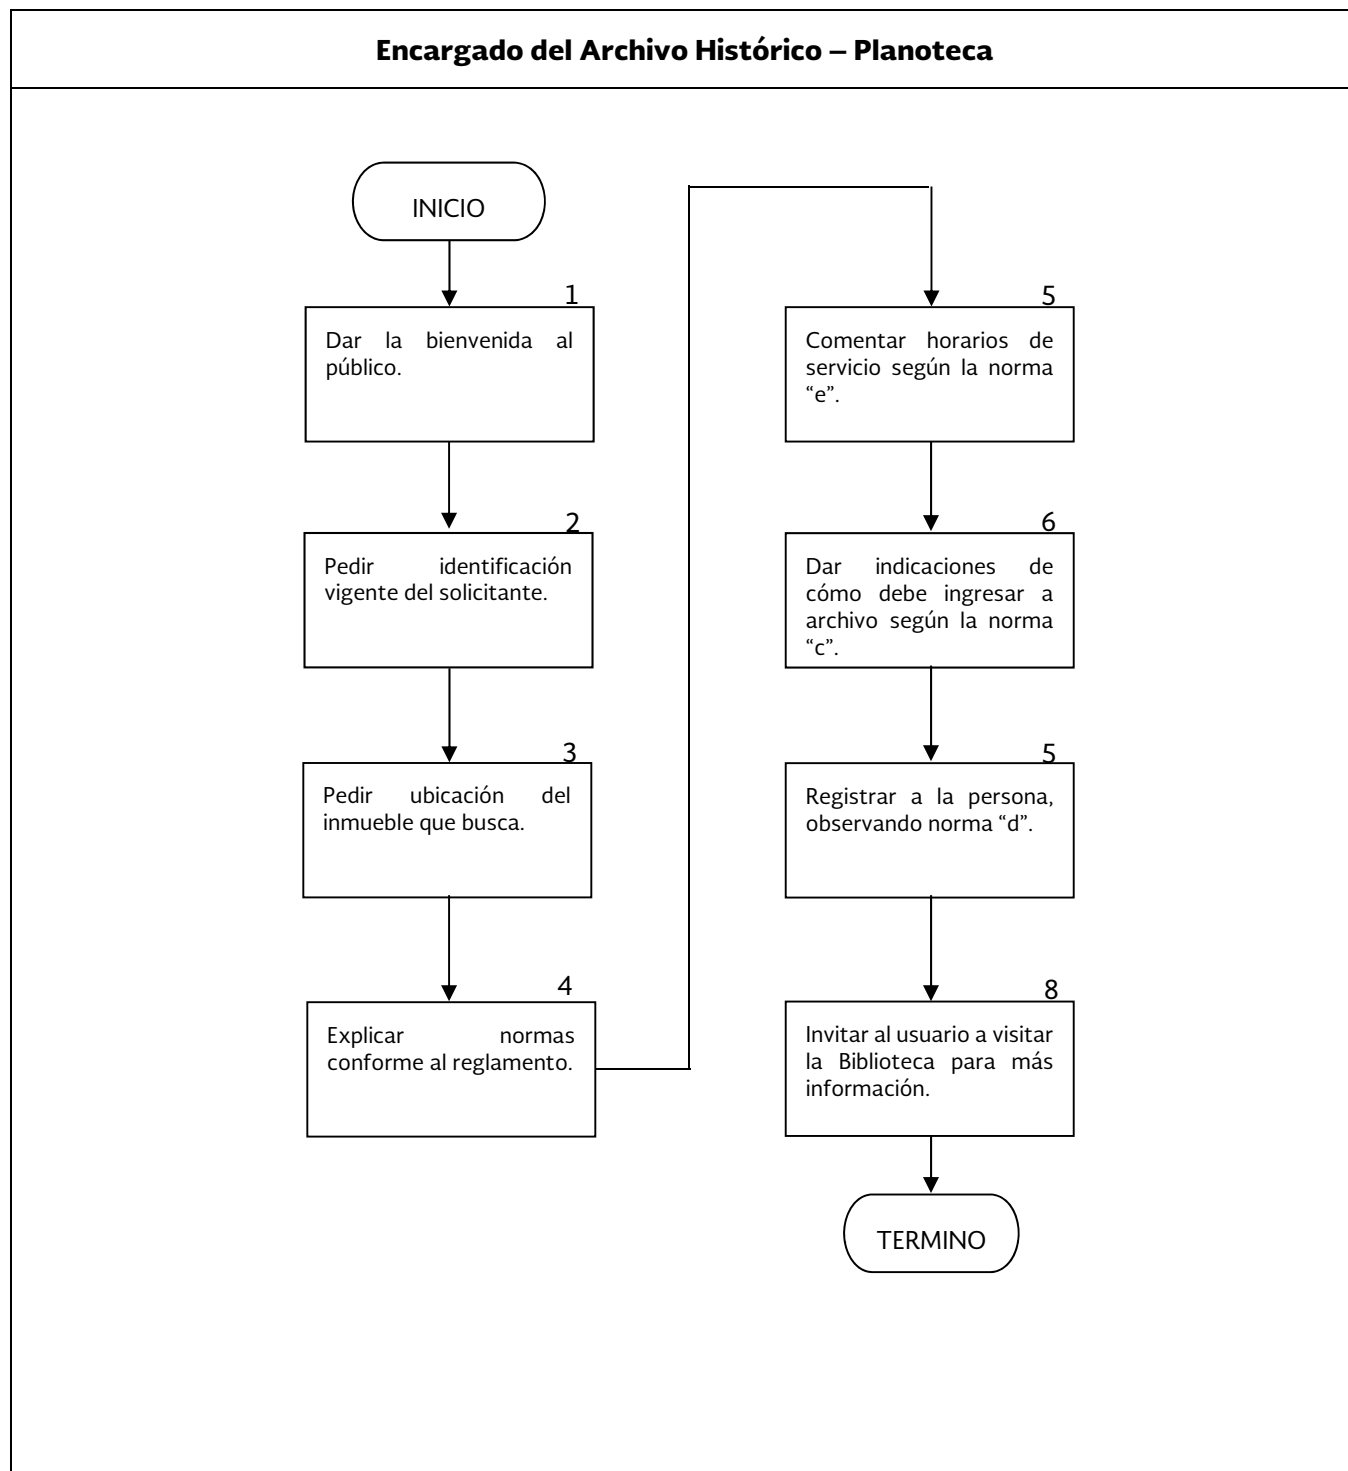 Encargado del Archivo Histórico – Planoteca
INICIO
1
Dar la bienvenida al
público.
2
Pedir identificación
vigente del solicitante.
3
Pedir ubicación del
inmueble que busca.
4
Explicar normas
conforme al reglamento.
5
Comentar horarios de
servicio según la norma
“e”.
6
Dar indicaciones de
cómo debe ingresar a
archivo según la norma
“c”.
5
Registrar a la persona,
observando norma “d”.
8
Invitar al usuario a visitar
la Biblioteca para más
información.
TERMINO